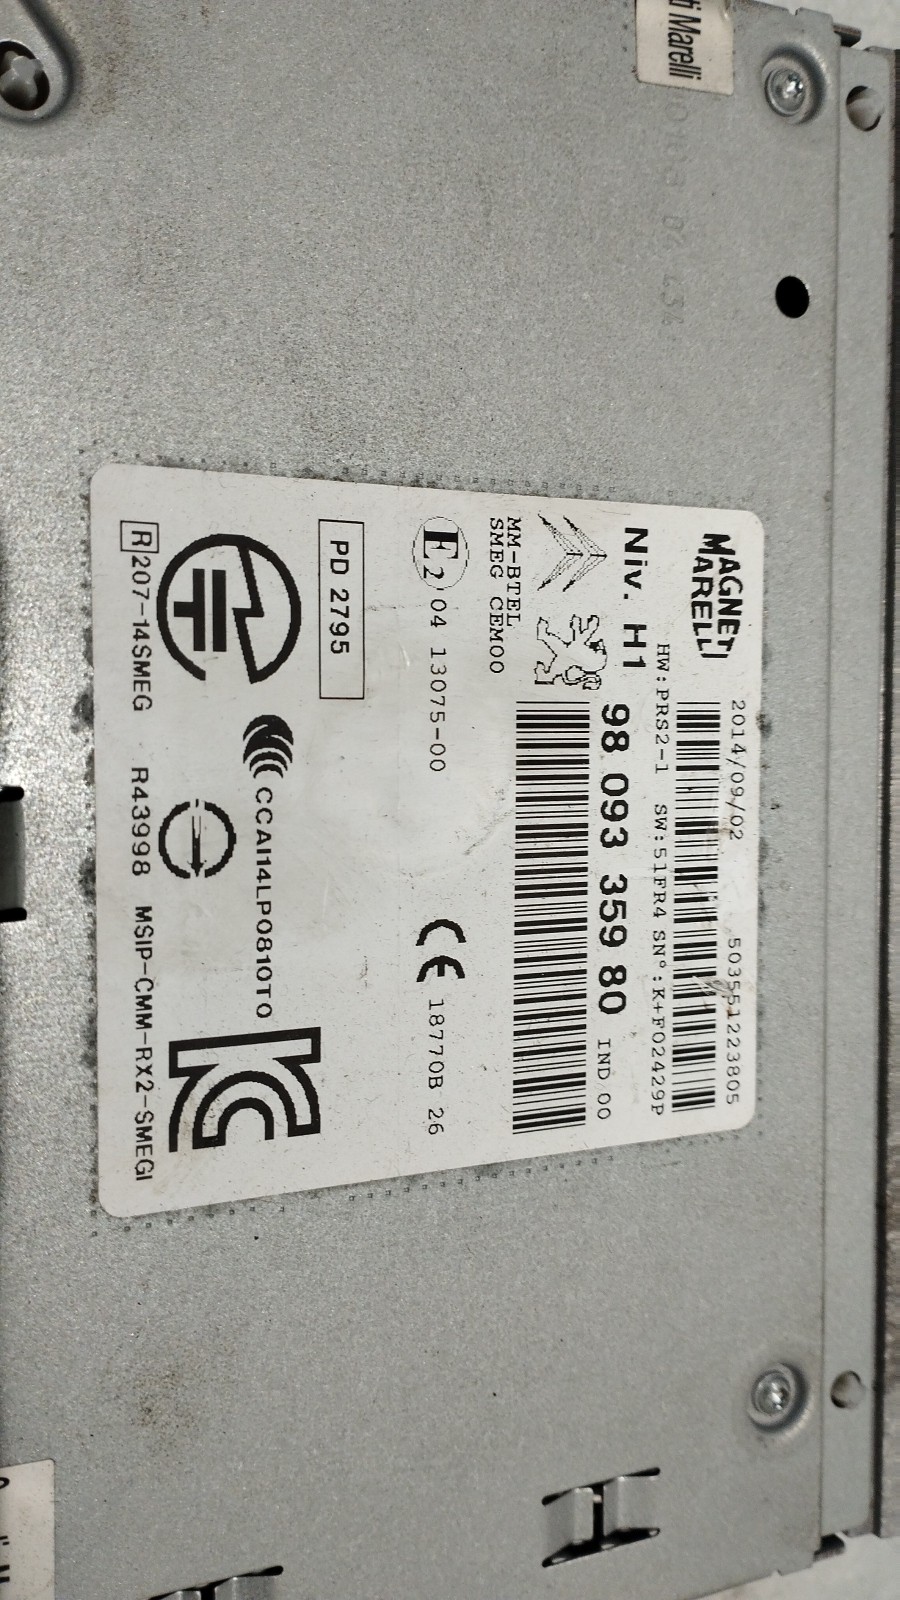 ti Marelli
MAGNETI
MARELLI
2014/09/02
503551223805
HW:PRS2-1 SW:51FR4 SN°:K+F02429P
Niv. H1
98 093 359 80
IND 00
MM-BTEL
SMEG CEM00
E2 04 13075-00
CE 18770B 26
PD 2795
CCAI14LP0810T0
R 207-14SMEG R43998 MSIP-CMM-RX2-SMEGI